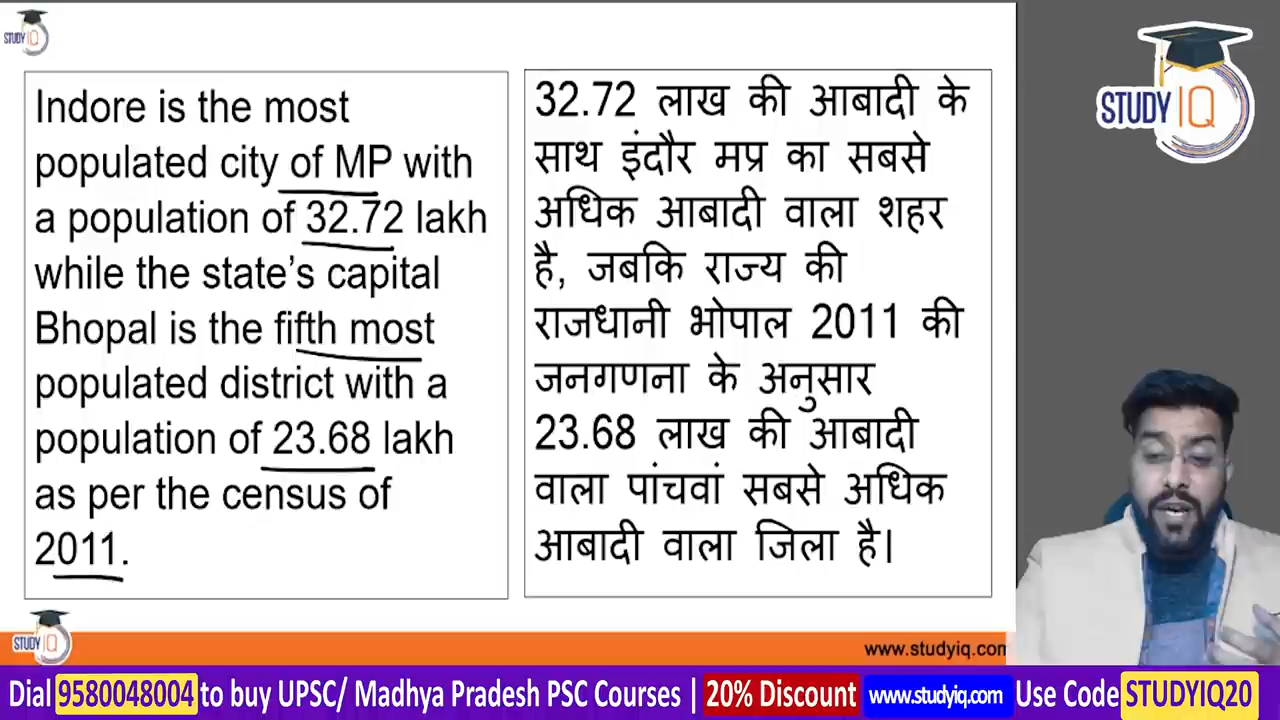 STUDY IQ
Indore is the most
populated city of MP with
a population of 32.72 lakh
while the state’s capital
Bhopal is the fifth most
populated district with a
population of 23.68 lakh
as per the census of
2011.
32.72 लाख की आबादी के
साथ इंदौर मप्र का सबसे
अधिक आबादी वाला शहर
है, जबकि राज्य की
राजधानी भोपाल 2011 की
जनगणना के अनुसार
23.68 लाख की आबादी
वाला पांचवां सबसे अधिक
आबादी वाला जिला है।
STUDY IQ
STUDY IQ
www.studyiq.com
Dial 9580048004 to buy UPSC/ Madhya Pradesh PSC Courses | 20% Discount www.studyiq.com Use Code STUDYIQ20